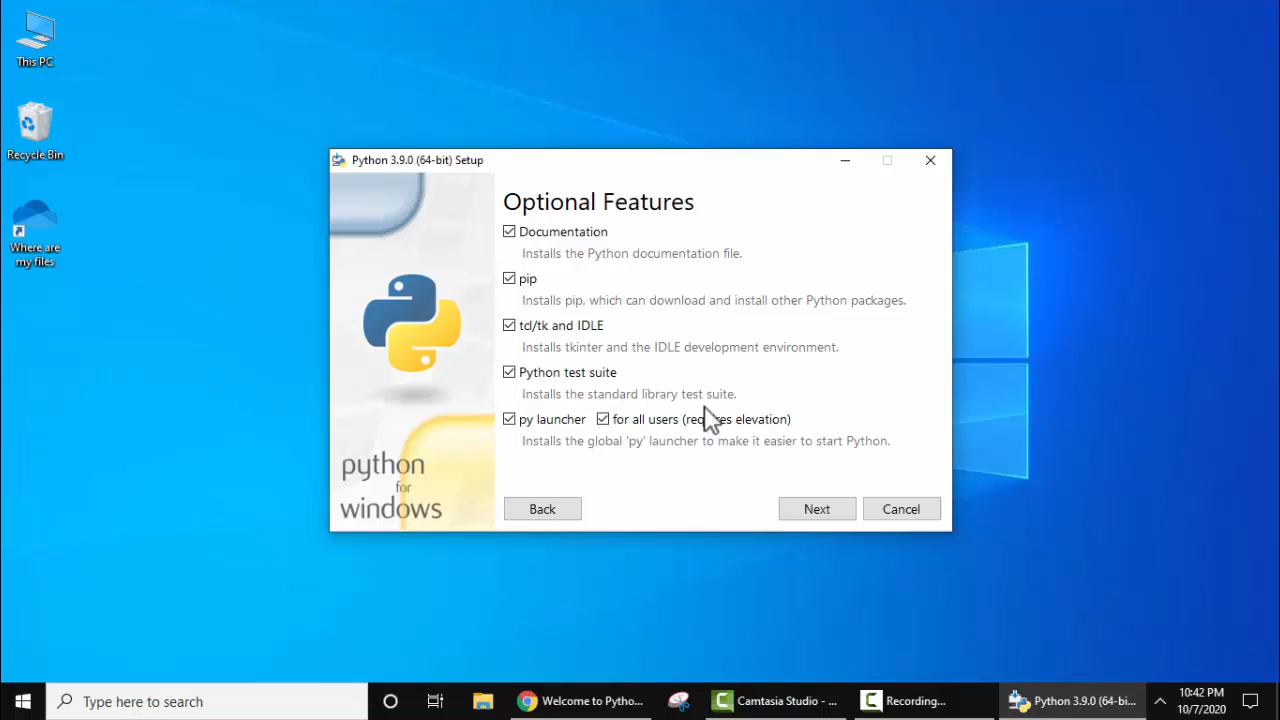 This PC
Recycle Bin
Where are
my files
Python 3.9.0 (64-bit) Setup
Optional Features
Documentation
Installs the Python documentation file.
pip
Installs pip, which can download and install other Python packages.
tcl/tk and IDLE
Installs tkinter and the IDLE development environment.
Python test suite
Installs the standard library test suite.
py launcher for all users (requires elevation)
Installs the global 'py' launcher to make it easier to start Python.
python
for
windows
Back Next Cancel
Type here to search
Welcome to Pytho...
Camtasia Studio - ...
Recording...
Python 3.9.0 (64-bi...
10:42 PM
10/7/2020